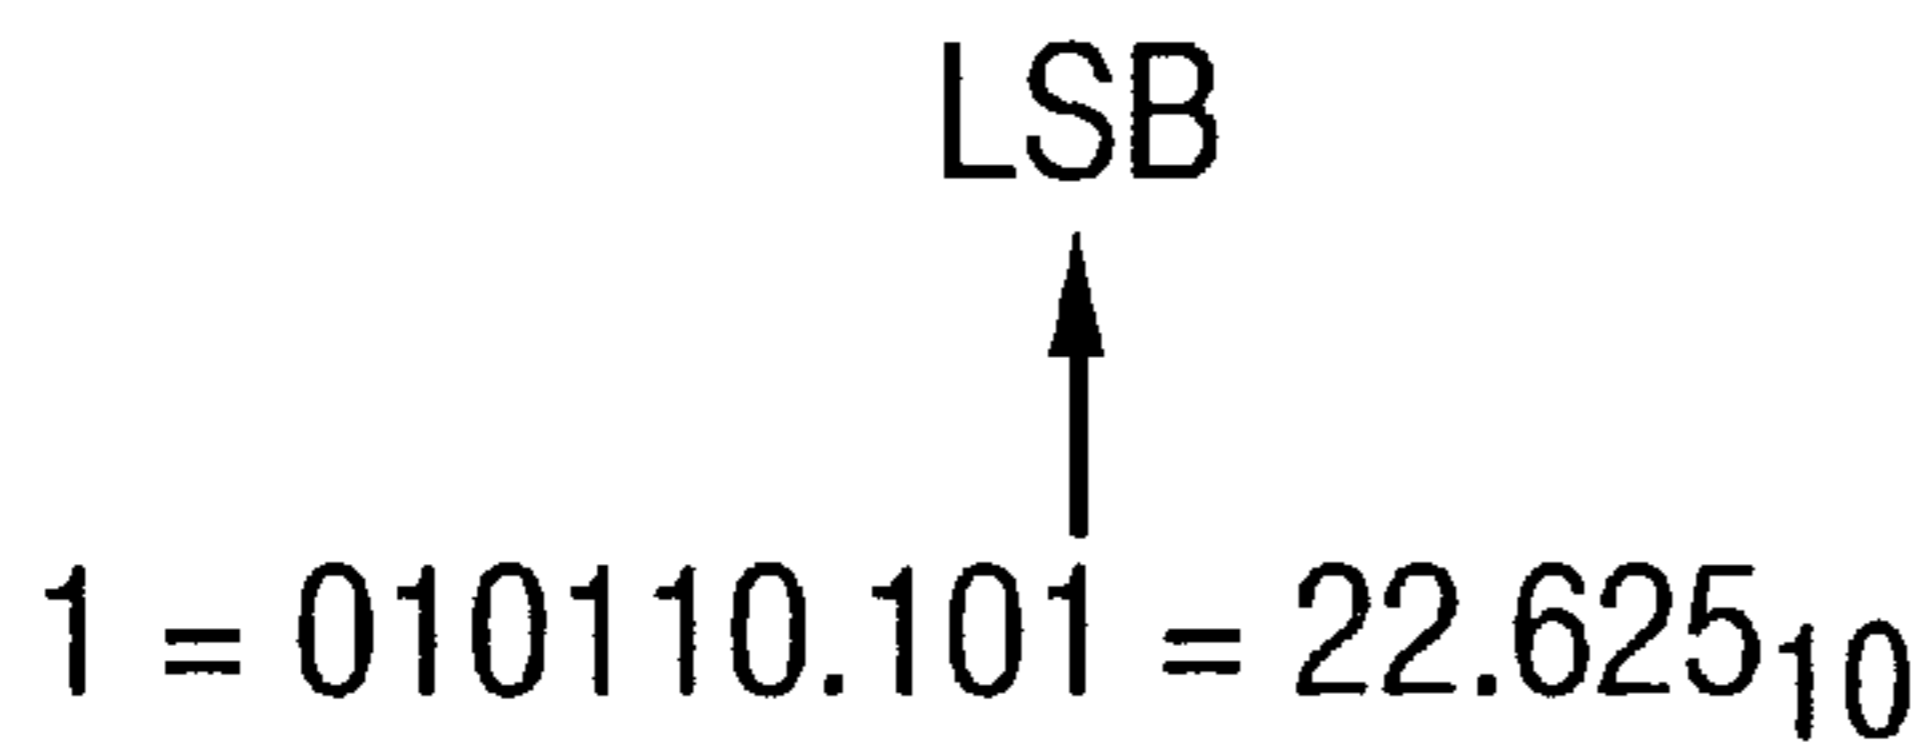 LSB
1 = 010110.101 = 22.625₁₀